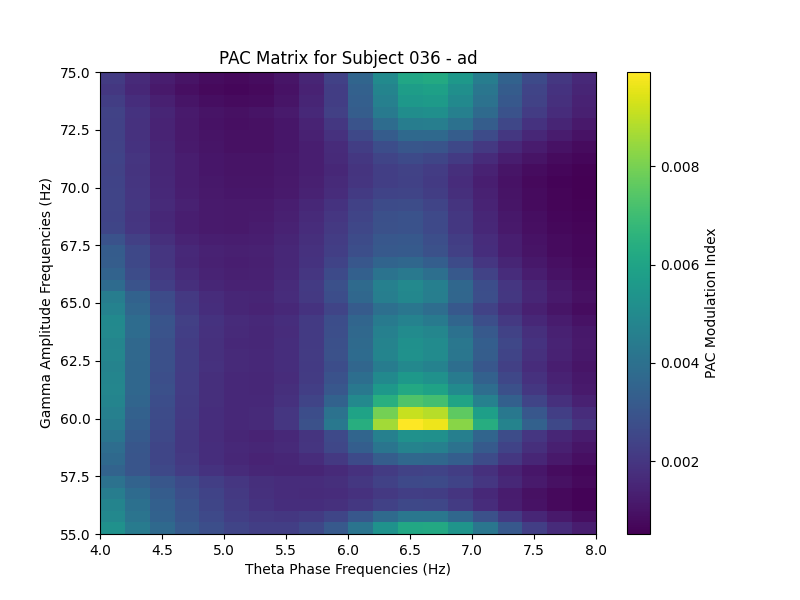 PAC Matrix for Subject 036 - ad
75.0
72.5
70.0
67.5
65.0
62.5
60.0
57.5
55.0
Gamma Amplitude Frequencies (Hz)
4.0 4.5 5.0 5.5 6.0 6.5 7.0 7.5 8.0
Theta Phase Frequencies (Hz)
0.008
0.006
0.004
0.002
PAC Modulation Index